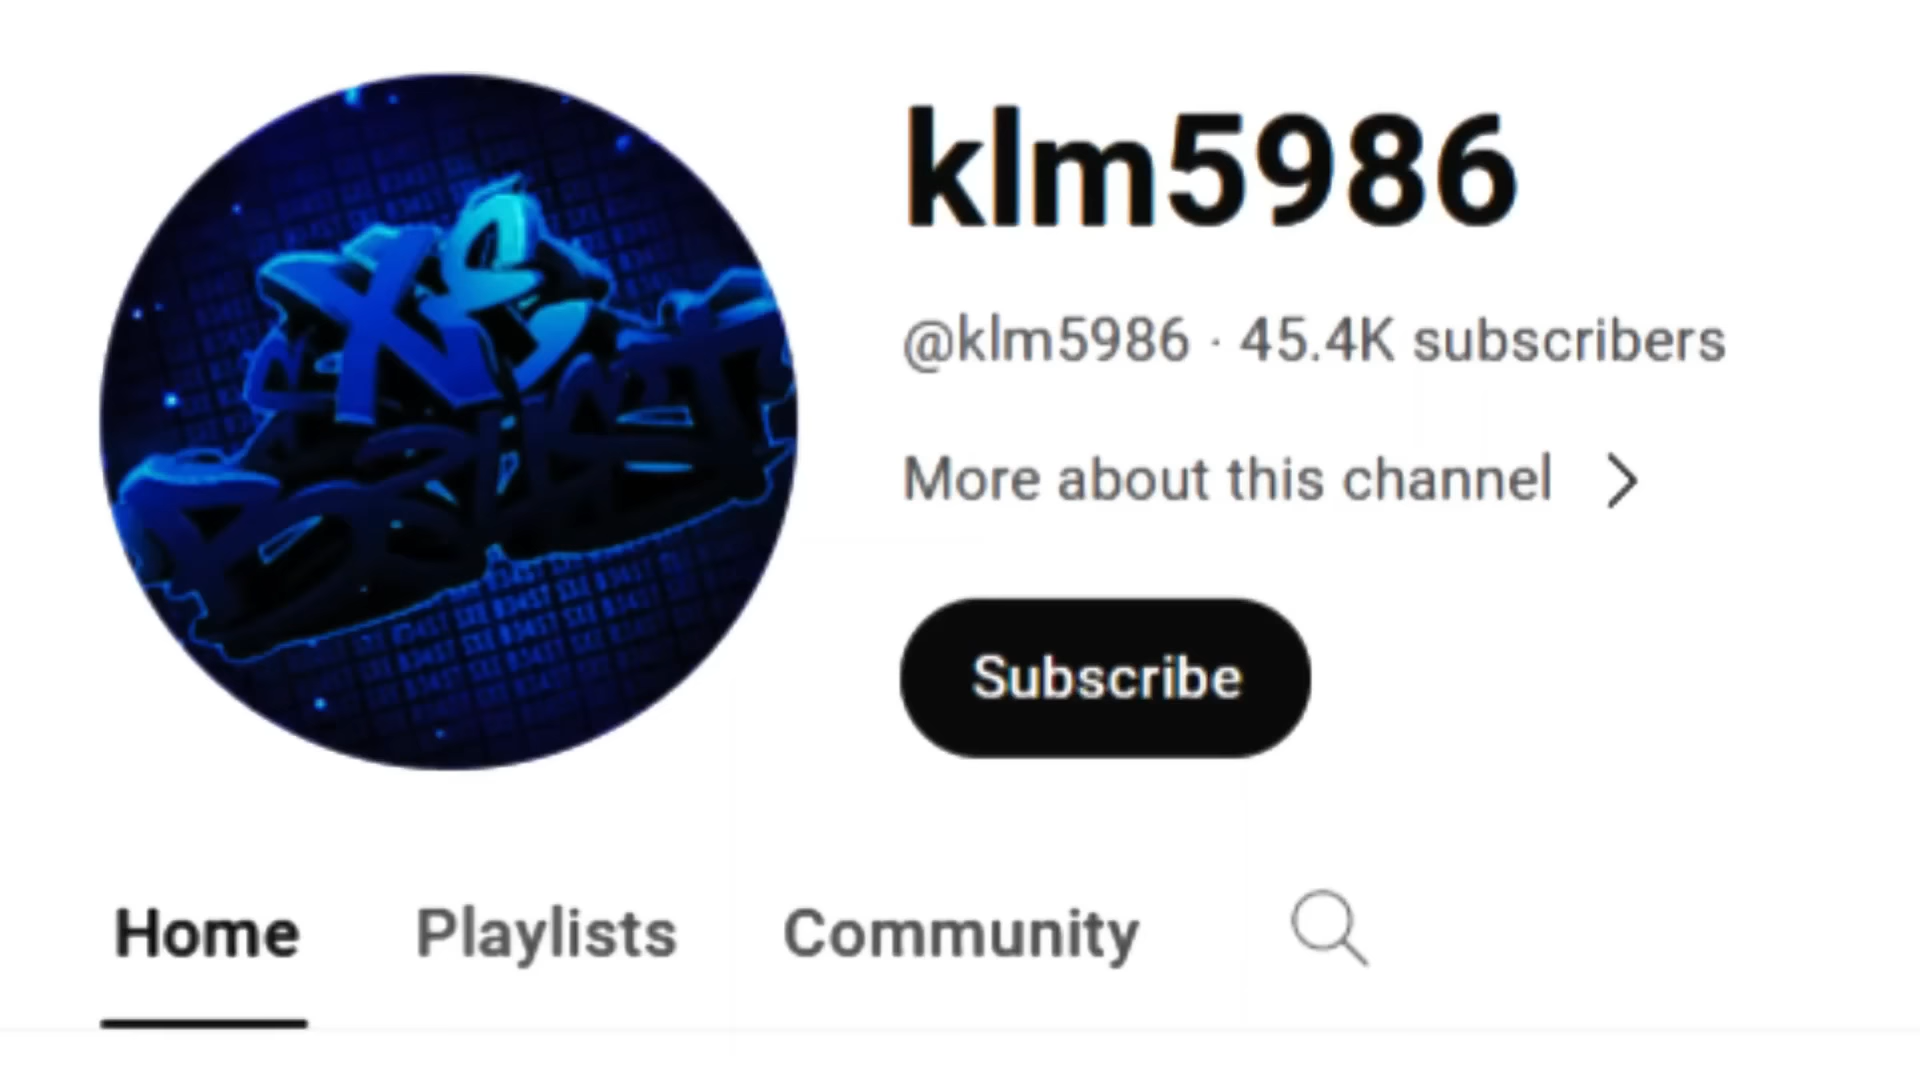 klm5986
@klm5986 · 45.4K subscribers
More about this channel
Subscribe
Home Playlists Community